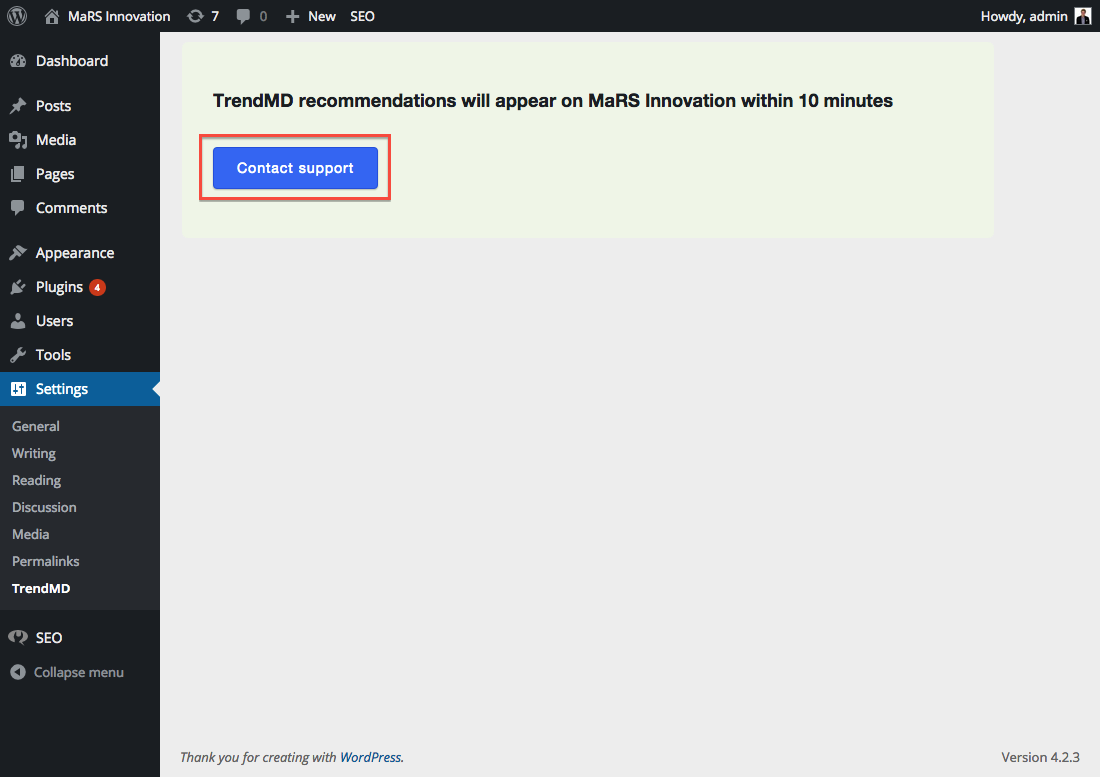 MaRS Innovation 7 0 New SEO Howdy, admin
Dashboard
Posts
Media
Pages
Comments
Appearance
Plugins 4
Users
Tools
Settings
General
Writing
Reading
Discussion
Media
Permalinks
TrendMD
SEO
Collapse menu
TrendMD recommendations will appear on MaRS Innovation within 10 minutes
Contact support
Thank you for creating with WordPress.
Version 4.2.3